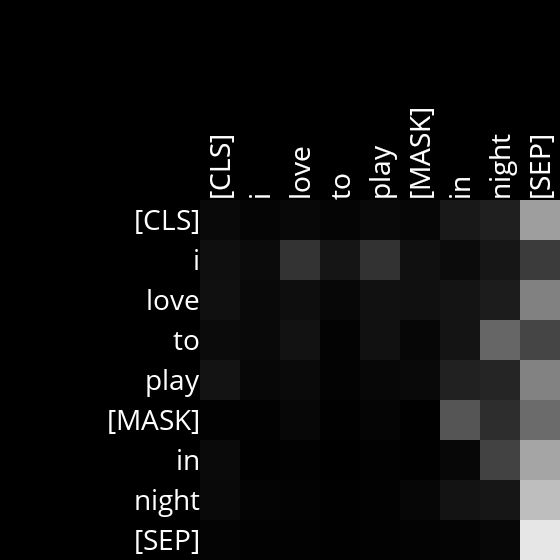 [CLS] i love to play [MASK] in night [SEP]
[CLS]
i
love
to
play
[MASK]
in
night
[SEP]